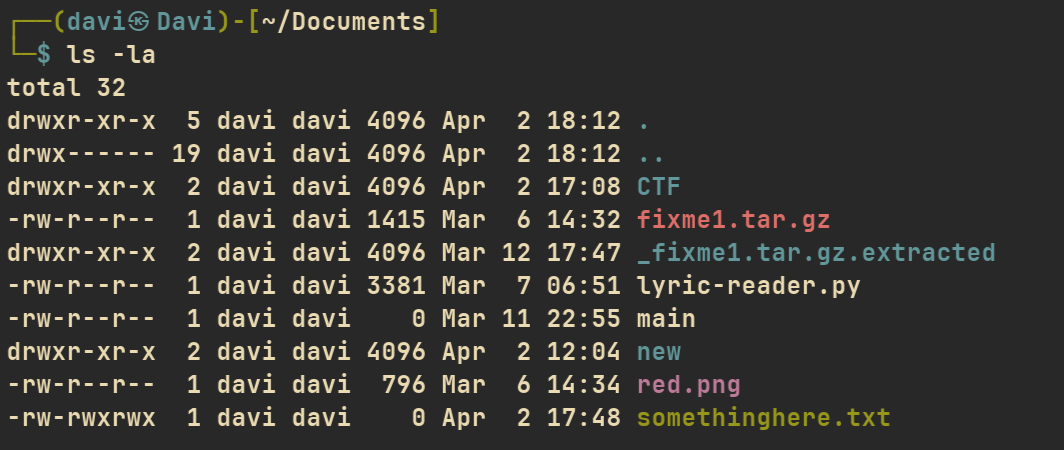 ┌──(davi㉿Davi)-[~/Documents]
└─$ ls -la
total 32
drwxr-xr-x  5 davi davi 4096 Apr  2 18:12 .
drwx------ 19 davi davi 4096 Apr  2 18:12 ..
drwxr-xr-x  2 davi davi 4096 Apr  2 17:08 CTF
-rw-r--r--  1 davi davi 1415 Mar  6 14:32 fixme1.tar.gz
drwxr-xr-x  2 davi davi 4096 Mar 12 17:47 _fixme1.tar.gz.extracted
-rw-r--r--  1 davi davi 3381 Mar  7 06:51 lyric-reader.py
-rw-r--r--  1 davi davi    0 Mar 11 22:55 main
drwxr-xr-x  2 davi davi 4096 Apr  2 12:04 new
-rw-r--r--  1 davi davi  796 Mar  6 14:34 red.png
-rw-rwxrwx  1 davi davi    0 Apr  2 17:48 somethinghere.txt